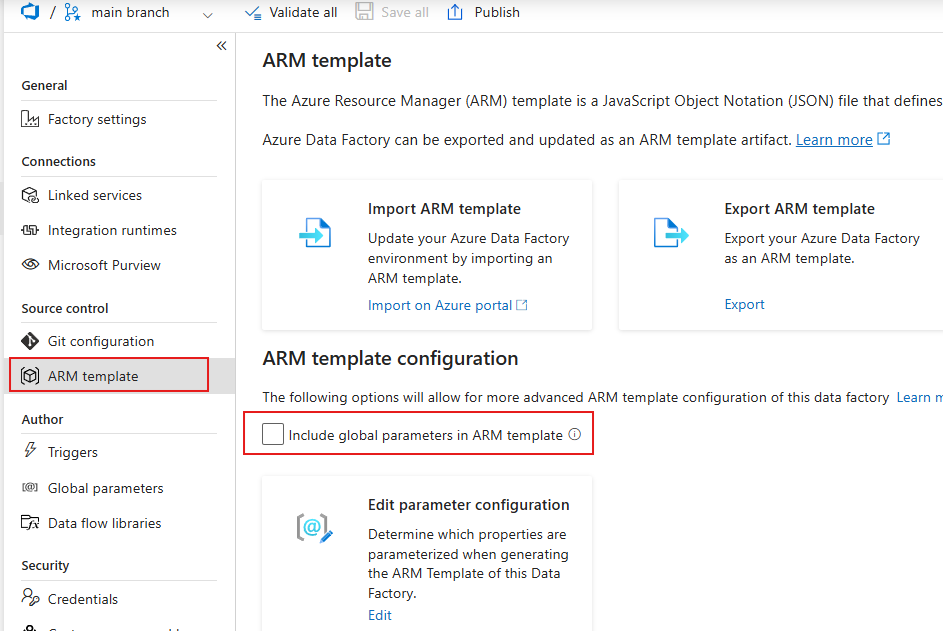 / main branch
Validate all
Save all
Publish
«
General
Factory settings
Connections
Linked services
Integration runtimes
Microsoft Purview
Source control
Git configuration
ARM template
Author
Triggers
Global parameters
Data flow libraries
Security
Credentials
ARM template
The Azure Resource Manager (ARM) template is a JavaScript Object Notation (JSON) file that defines
Azure Data Factory can be exported and updated as an ARM template artifact. Learn more
Import ARM template
Update your Azure Data Factory
environment by importing an
ARM template.
Import on Azure portal
Export ARM template
Export your Azure Data Factory
as an ARM template.
Export
ARM template configuration
The following options will allow for more advanced ARM template configuration of this data factory Learn m
Include global parameters in ARM template
Edit parameter configuration
Determine which properties are
parameterized when generating
the ARM Template of this Data
Factory.
Edit